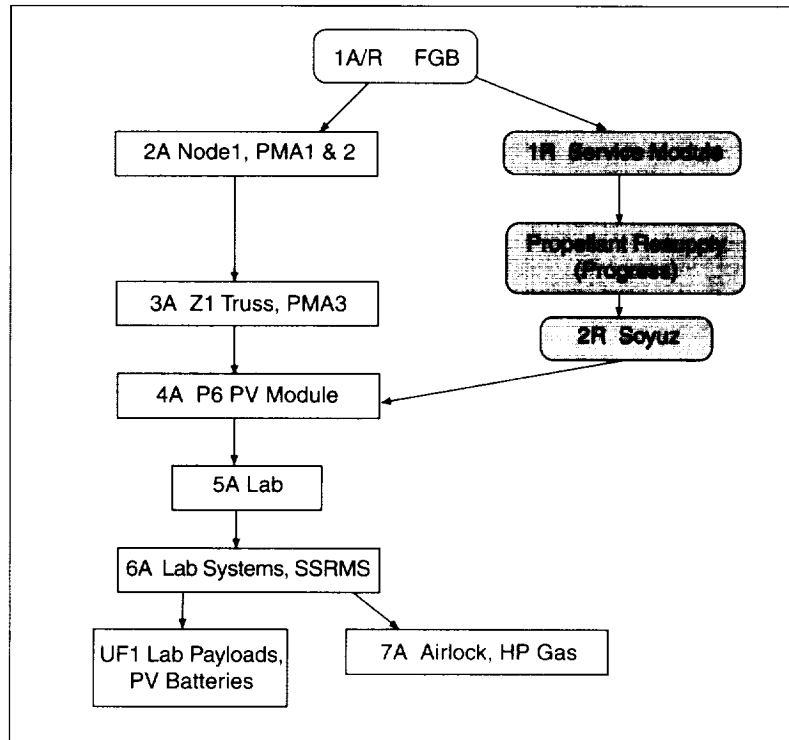 1A/R FGB
2A Node1, PMA1 & 2
1R Service Module
Propellant Resupply
(Progress)
3A Z1 Truss, PMA3
2R Soyuz
4A P6 PV Module
5A Lab
6A Lab Systems, SSRMS
UF1 Lab Payloads,
PV Batteries
7A Airlock, HP Gas